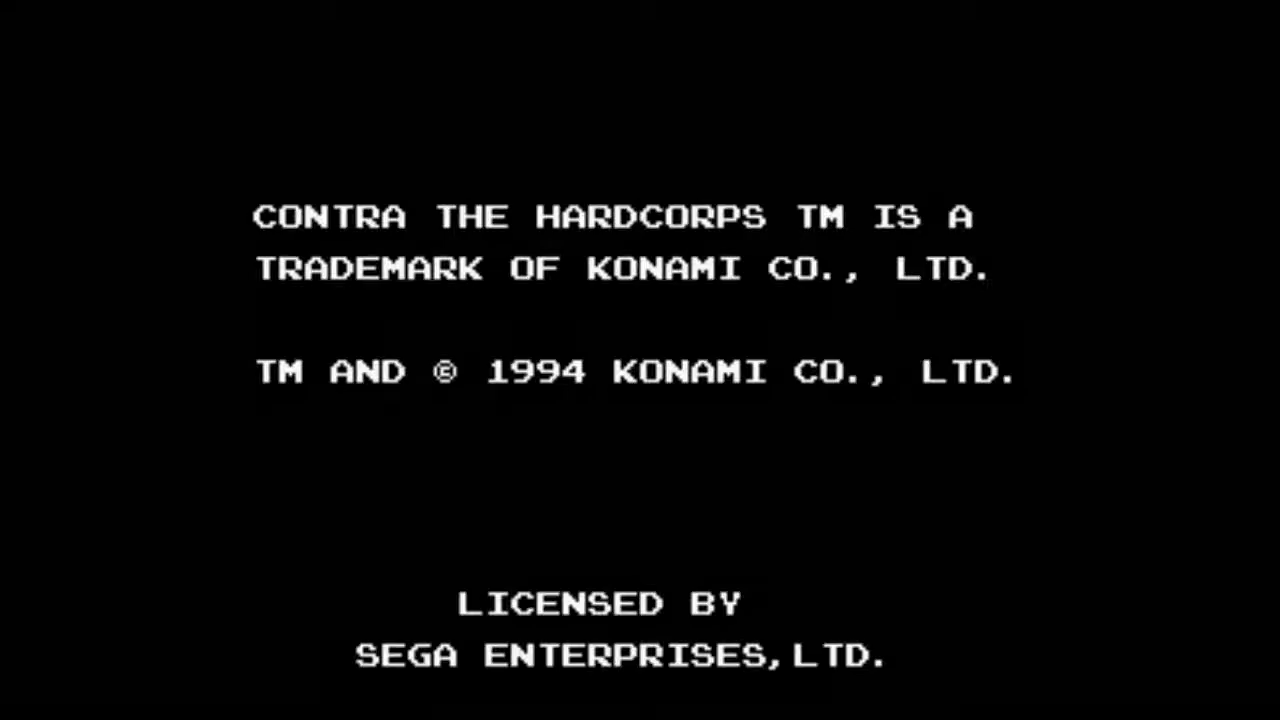 CONTRA THE HARDCORPS TM IS A
TRADEMARK OF KONAMI CO., LTD.
TM AND © 1994 KONAMI CO., LTD.
LICENSED BY
SEGA ENTERPRISES,LTD.